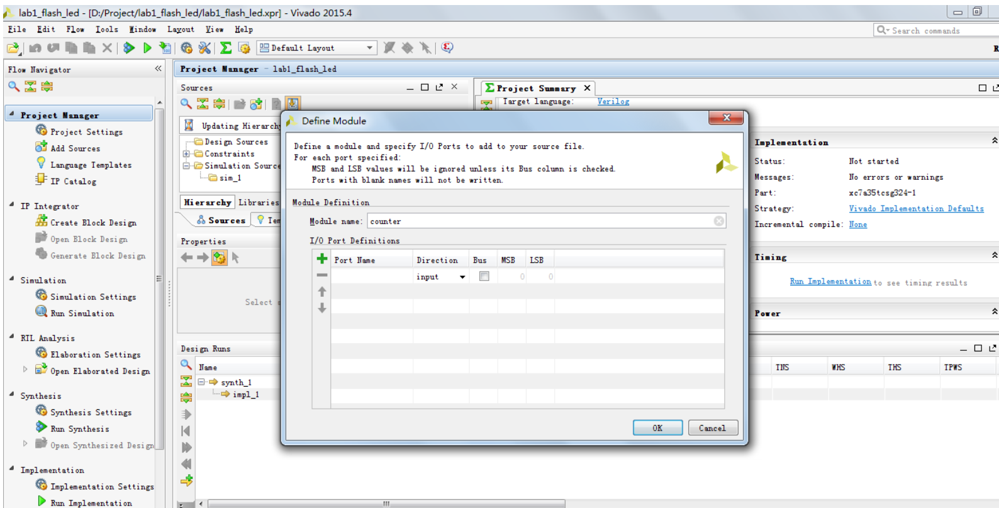 lab1_flash_led - [D:/Project/lab1_flash_led/lab1_flash_led.xpr] - Vivado 2015.4
File Edit Flow Tools Window Layout View Help
Search commands
Default Layout
Flow Navigator
Project Manager
Project Settings
Add Sources
Language Templates
IP Catalog
IP Integrator
Create Block Design
Open Block Design
Generate Block Design
Simulation
Simulation Settings
Run Simulation
RTL Analysis
Elaboration Settings
Open Elaborated Design
Synthesis
Synthesis Settings
Run Synthesis
Open Synthesized Design
Implementation
Implementation Settings
Run Implementation
Project Manager - lab1_flash_led
Sources
Updating Hierarchy
Design Sources
Constraints
Simulation Source
sim_1
Hierarchy Libraries
Sources Tem
Properties
Select s
Design Runs
Name
synth_1
impl_1
Project Summary
Target language: Verilog
Define Module
Define a module and specify I/O Ports to add to your source file.
For each port specified:
MSB and LSB values will be ignored unless its Bus column is checked.
Ports with blank names will not be written.
Module Definition
Module name: counter
I/O Port Definitions
Port Name Direction Bus MSB LSB
input 0 0
OK Cancel
Implementation
Status: Not started
Messages: No errors or warnings
Part: xc7a35tcsg324-1
Strategy: Vivado Implementation Defaults
Incremental compile: None
Timing
Run Implementation to see timing results
Power
TNS WHS THS TPWS